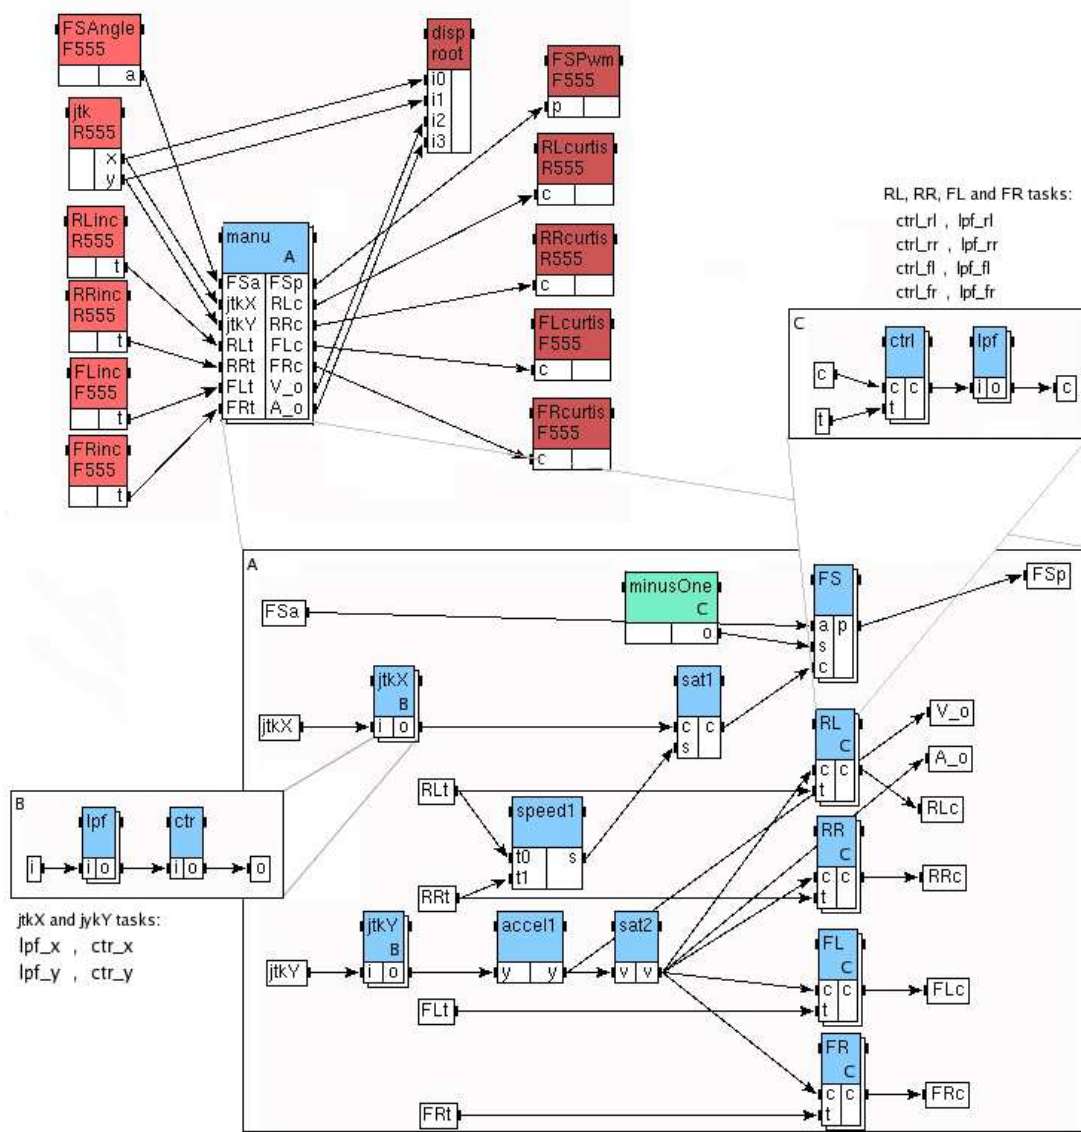 FSAngle
F555
a
jtk
R555
x
y
RLinc
R555
t
RRinc
R555
t
FLinc
F555
t
FRinc
F555
t
manu
A
FSa FSp
jtkX RLc
jtkY RRc
RLt FLc
RRt FRc
FLt V_o
FRt A_o
disp
root
i0
i1
i2
i3
FSPwm
F555
p
RLcurtis
R555
c
RRcurtis
R555
c
FLcurtis
F555
c
FRcurtis
F555
c
RL, RR, FL and FR tasks:
ctrl_rl , lpf_rl
ctrl_rr , lpf_rr
ctrl_fl , lpf_fl
ctrl_fr , lpf_fr
C
c
t
ctrl
c c
t
lpf
i o
c
A
FSa
minusOne
C
o
FS
a p
s
c
FSp
jtkX
jtkX
B
i o
sat1
c c
s
RLt
RRt
speed1
t0 s
t1
RL
C
c c
t
V_o
A_o
RLc
RR
C
c c
t
RRc
jtkY
jtkY
B
i o
accel1
y y
sat2
v v
FLt
FL
C
c c
t
FLc
FRt
FR
C
c c
t
FRc
B
i
lpf
i o
ctr
i o
o
jtkX and jykY tasks:
lpf_x , ctr_x
lpf_y , ctr_y